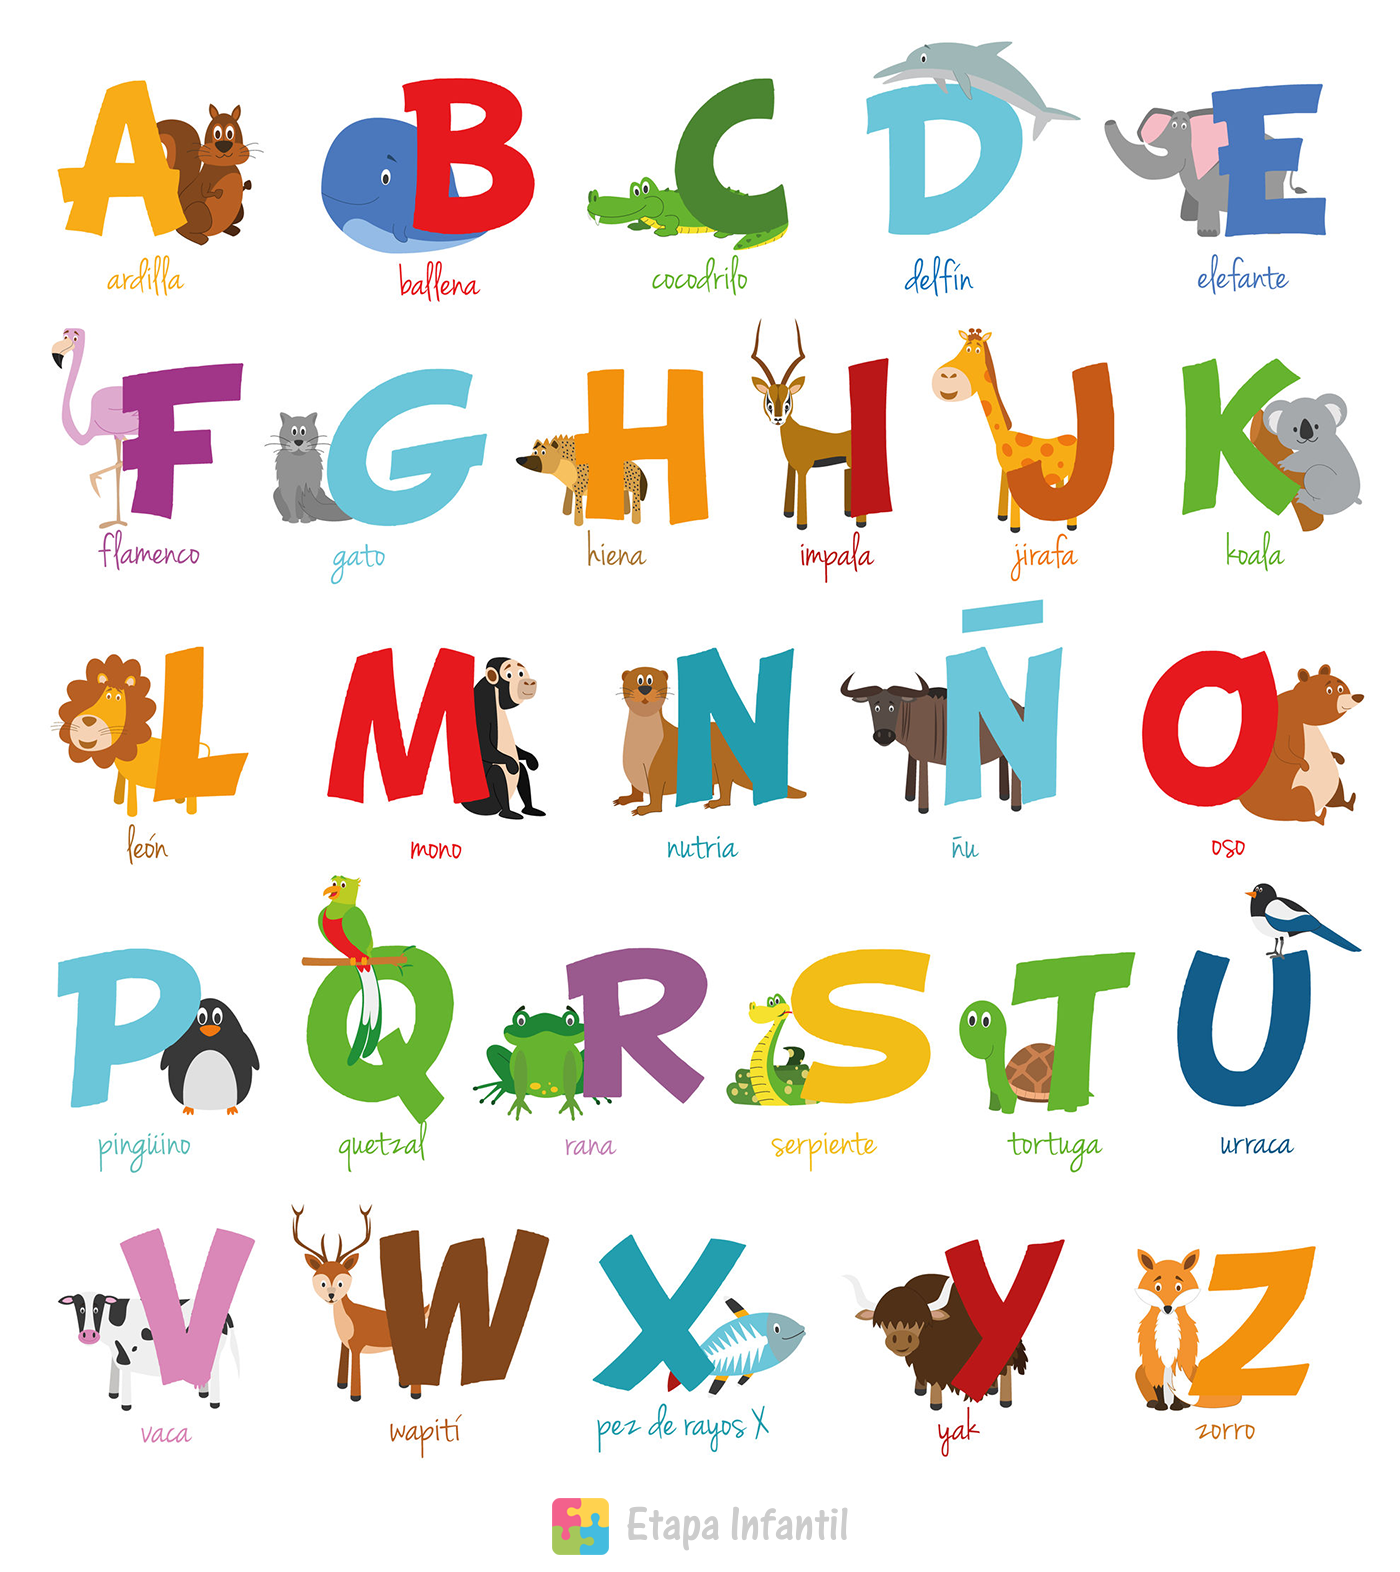 A B C D E
ardilla ballena cocodrilo delfín elefante
F G H I J K
flamenco gato hiena impala jirafa koala
L M N Ñ O
león mono nutria ñu oso
P Q R S T U
pingüino quetzal rana serpiente tortuga urraca
V W X Y Z
vaca wapití pez de rayos X yak zorro
Etapa Infantil